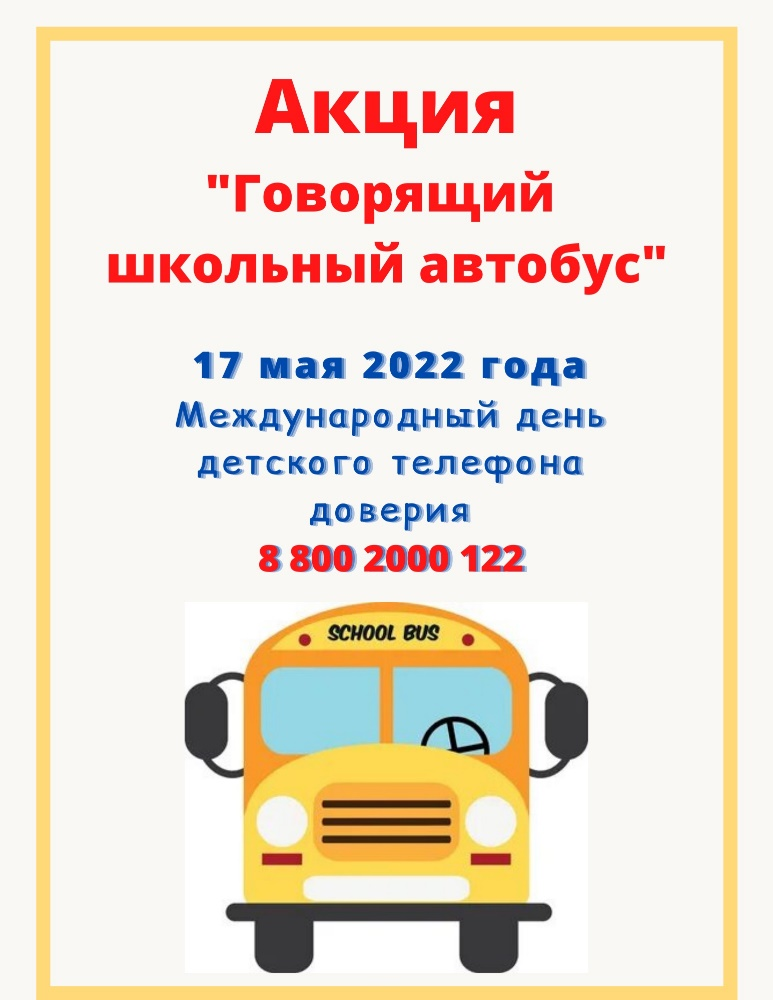 Акция
"Говорящий
школьный автобус"
17 мая 2022 года
Международный день
детского телефона
доверия
8 800 2000 122
SCHOOL BUS